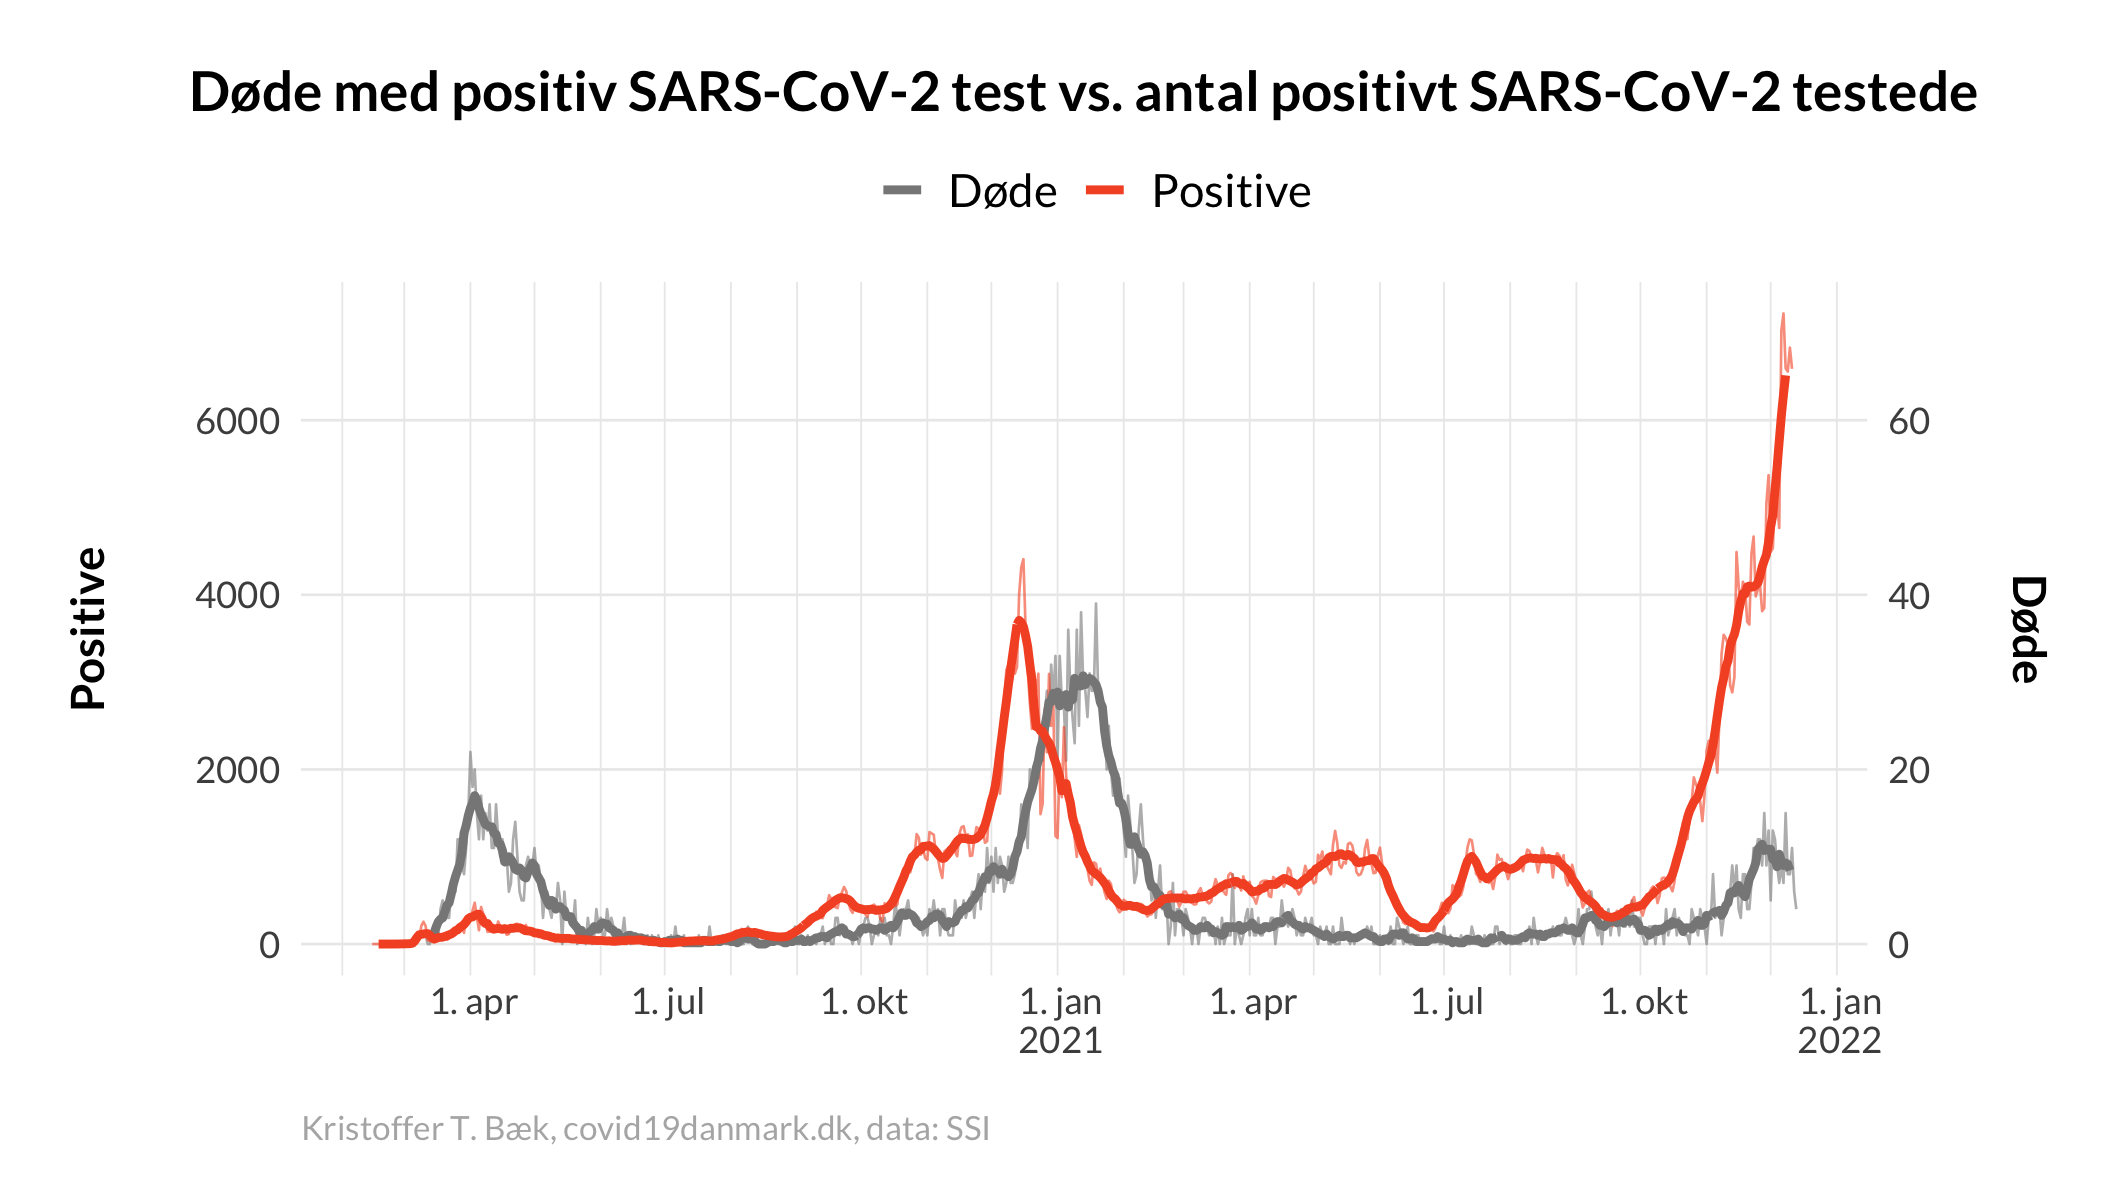 Døde med positiv SARS-CoV-2 test vs. antal positivt SARS-CoV-2 testede
Døde Positive
Positive
6000
4000
2000
0
60
40
20
0
Døde
1. apr 1. jul 1. okt 1. jan 1. apr 1. jul 1. okt 1. jan
2021 2022
Kristoffer T. Bæk, covid19danmark.dk, data: SSI